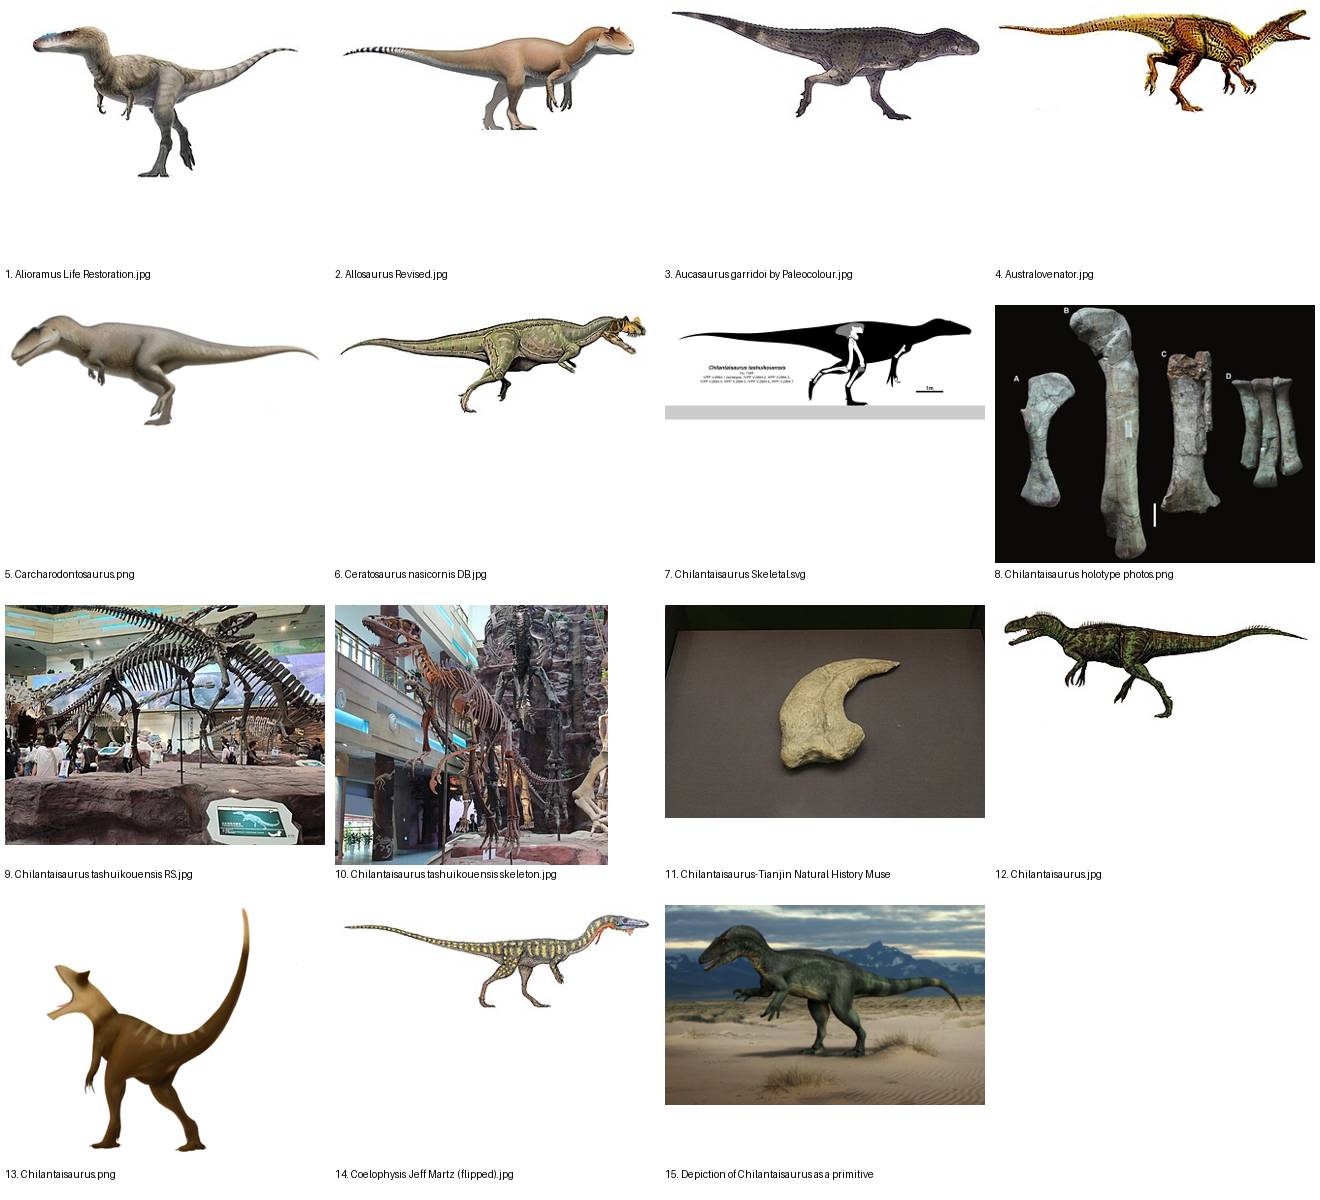 1. Alioramus Life Restoration.jpg
2. Allosaurus Revised.jpg
3. Aucasaurus garridoi by Paleocolour.jpg
4. Australovenator.jpg
Chilantaisaurus tashuikouensis
1m
B
A
C
D
5. Carcharodontosaurus.png
6. Ceratosaurus nasicornis DB.jpg
7. Chilantaisaurus Skeletal.svg
8. Chilantaisaurus holotype photos.png
9. Chilantaisaurus tashuikouensis RS.jpg
10. Chilantaisaurus tashuikouensis skeleton.jpg
11. Chilantaisaurus-Tianjin Natural History Muse
12. Chilantaisaurus.jpg
13. Chilantaisaurus.png
14. Coelophysis Jeff Martz (flipped).jpg
15. Depiction of Chilantaisaurus as a primitive